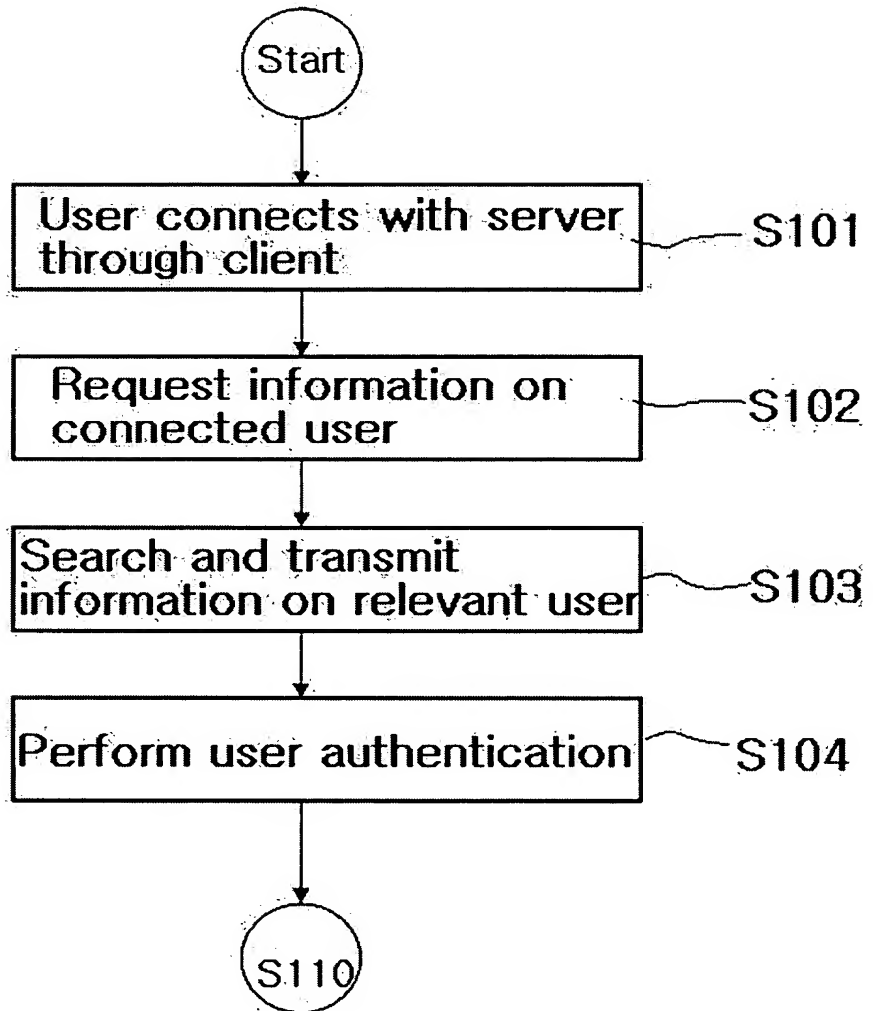 Start
User connects with server
through client
S101
Request information on
connected user
S102
Search and transmit
information on relevant user
S103
Perform user authentication
S104
S110